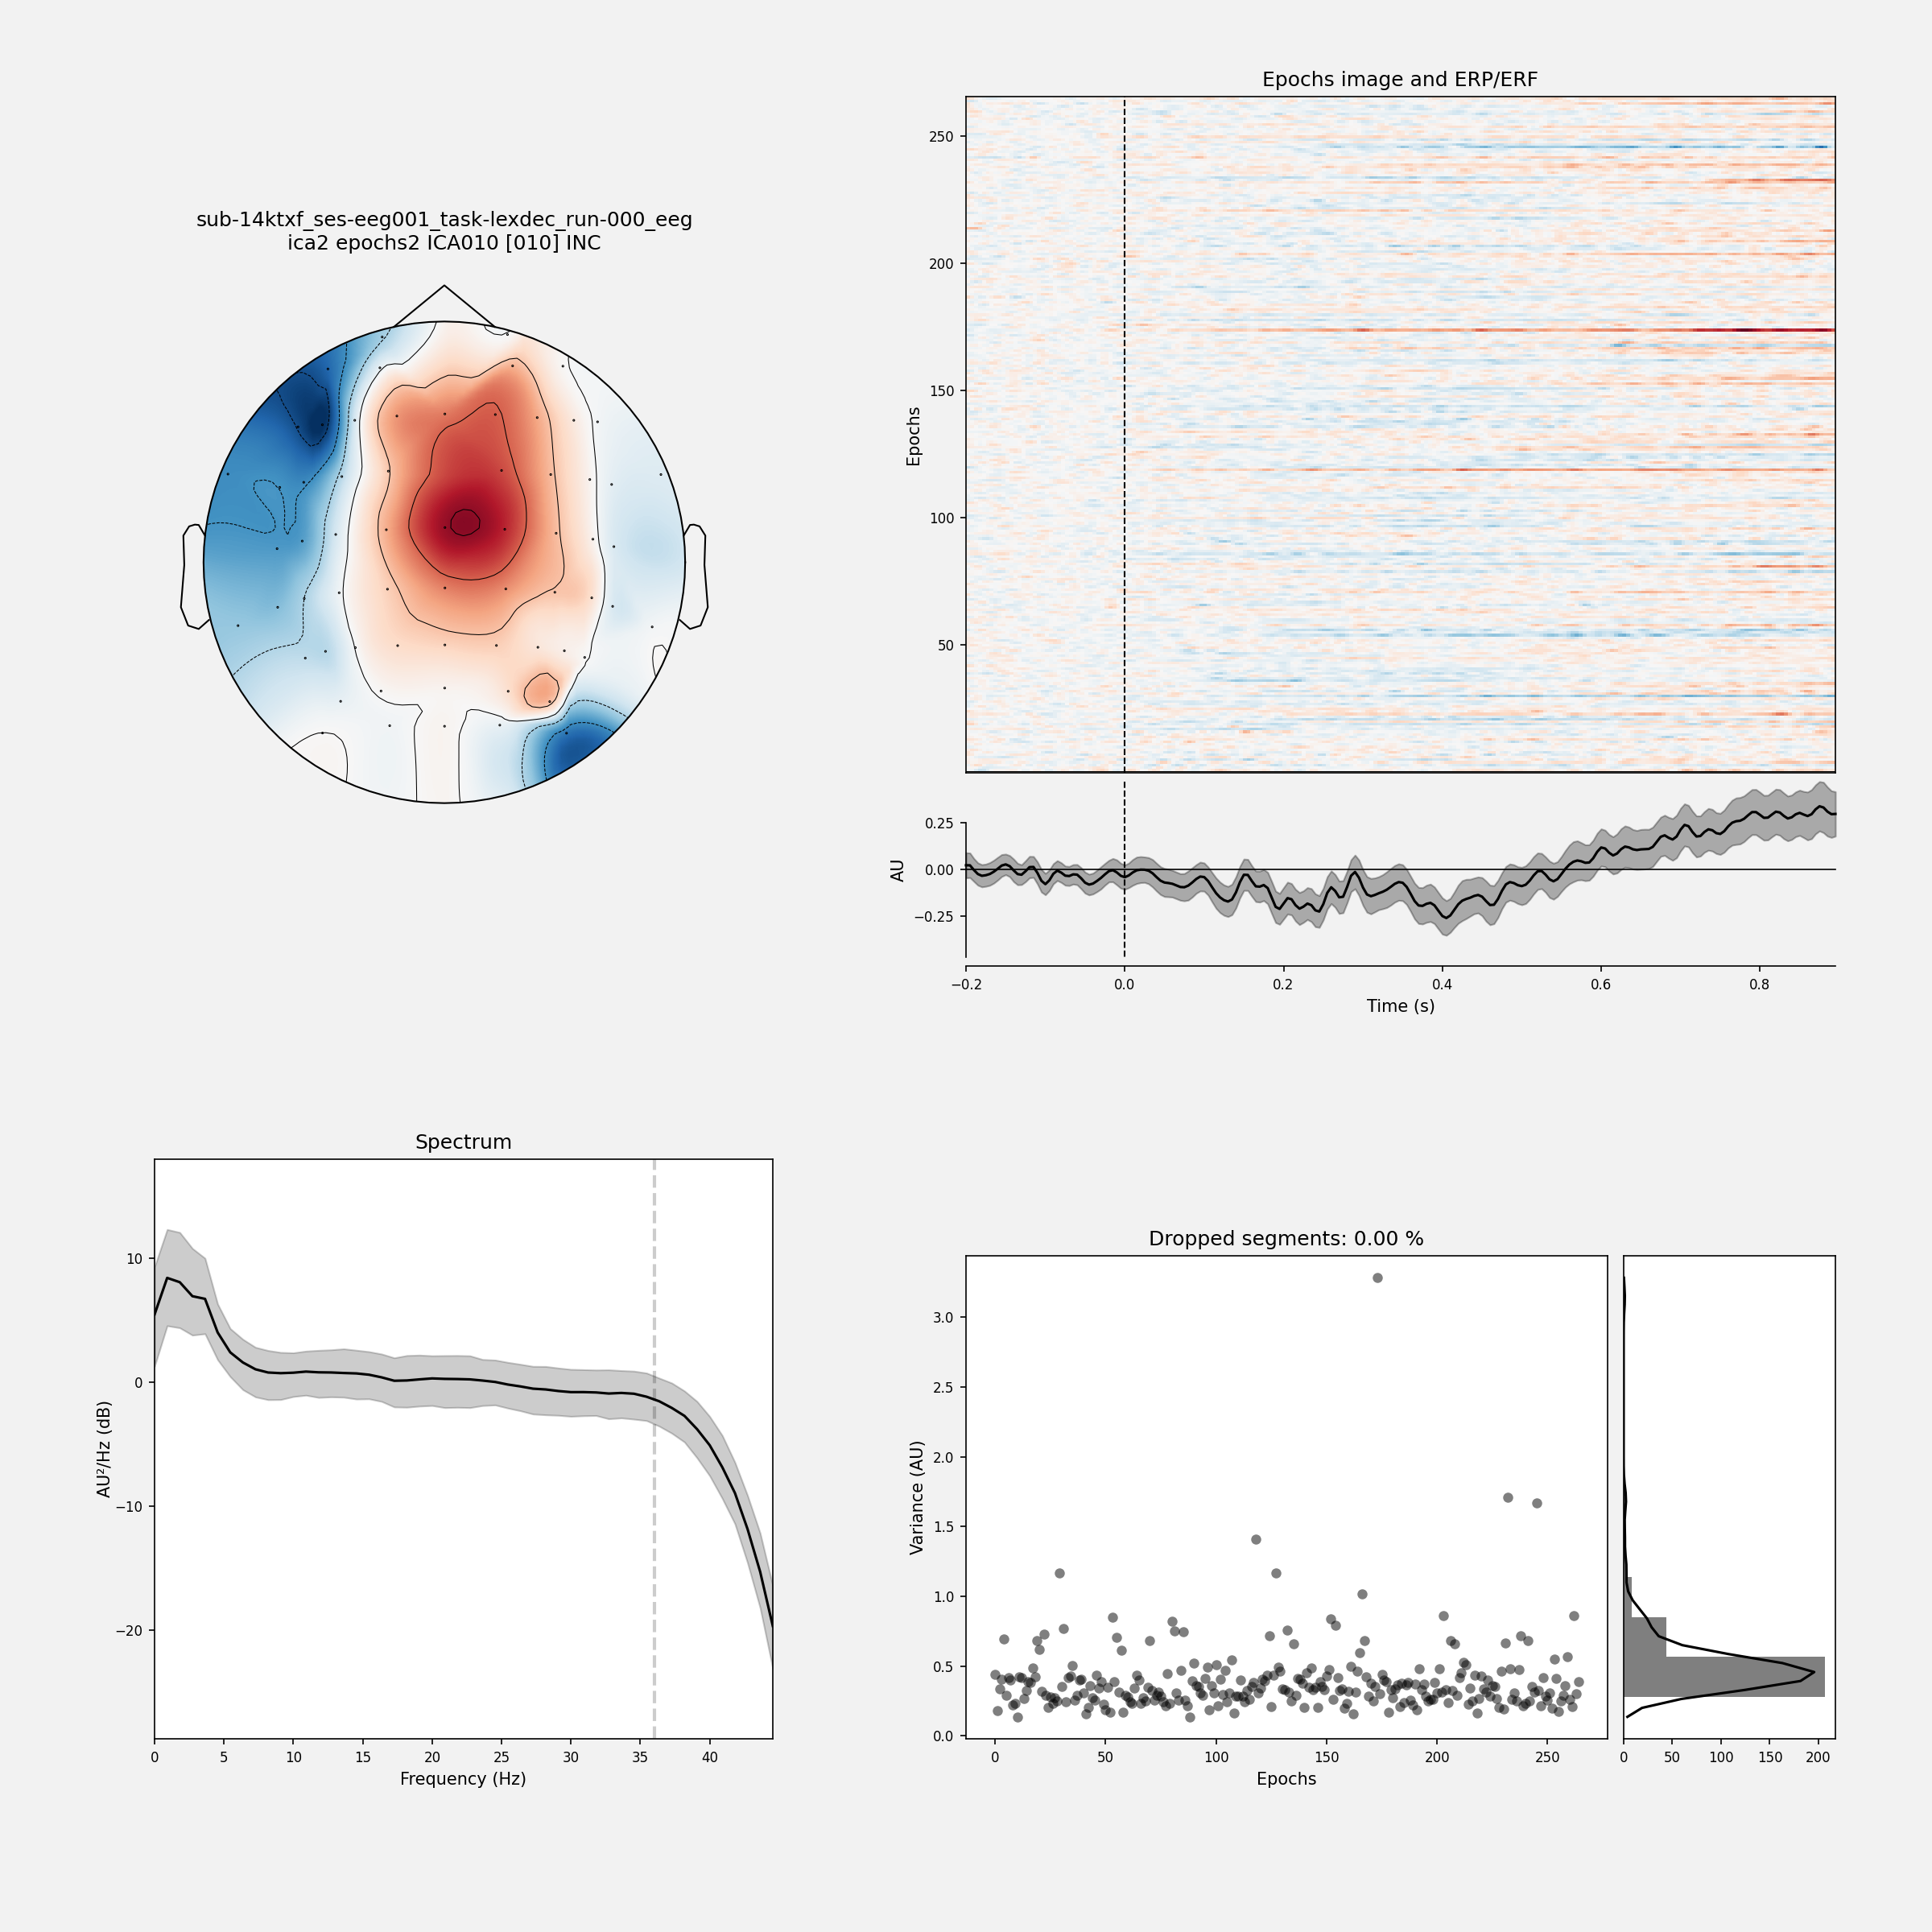 sub-14ktxf_ses-eeg001_task-lexdec_run-000_eeg
ica2 epochs2 ICA010 [010] INC
Epochs image and ERP/ERF
Epochs
250
200
150
100
50
AU
0.25
0.00
−0.25
−0.2 0.0 0.2 0.4 0.6 0.8
Time (s)
Spectrum
AU²/Hz (dB)
10
0
−10
−20
0 5 10 15 20 25 30 35 40
Frequency (Hz)
Dropped segments: 0.00 %
Variance (AU)
3.0
2.5
2.0
1.5
1.0
0.5
0.0
0 50 100 150 200 250
Epochs
0 50 100 150 200